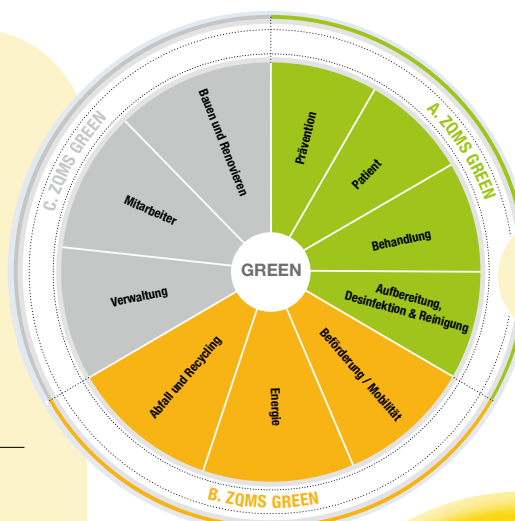 A. ZQMS GREEN
Prävention
Patient
Behandlung
Aufbereitung,
Desinfektion & Reinigung
B. ZQMS GREEN
Beförderung / Mobilität
Energie
Abfall und Recycling
C. ZQMS GREEN
Verwaltung
Mitarbeiter
Bauen und Renovieren
GREEN